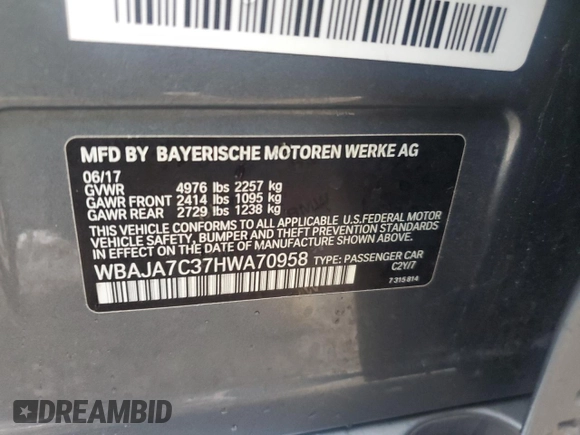 MFD BY BAYERISCHE MOTOREN WERKE AG
06/17
GVWR 4976 lbs 2257 kg
GAWR FRONT 2414 lbs 1095 kg
GAWR REAR 2729 lbs 1238 kg
THIS VEHICLE CONFORMS TO ALL APPLICABLE U.S.FEDERAL MOTOR
VEHICLE SAFETY, BUMPER, AND THEFT PREVENTION
STANDARDS IN EFFECT ON THE DATE OF
MANUFACTURE SHOWN ABOVE.
WBAJA7C37HWA70958 TYPE: PASSENGER CAR
C2Y/7
7 315 814
DREAMBID